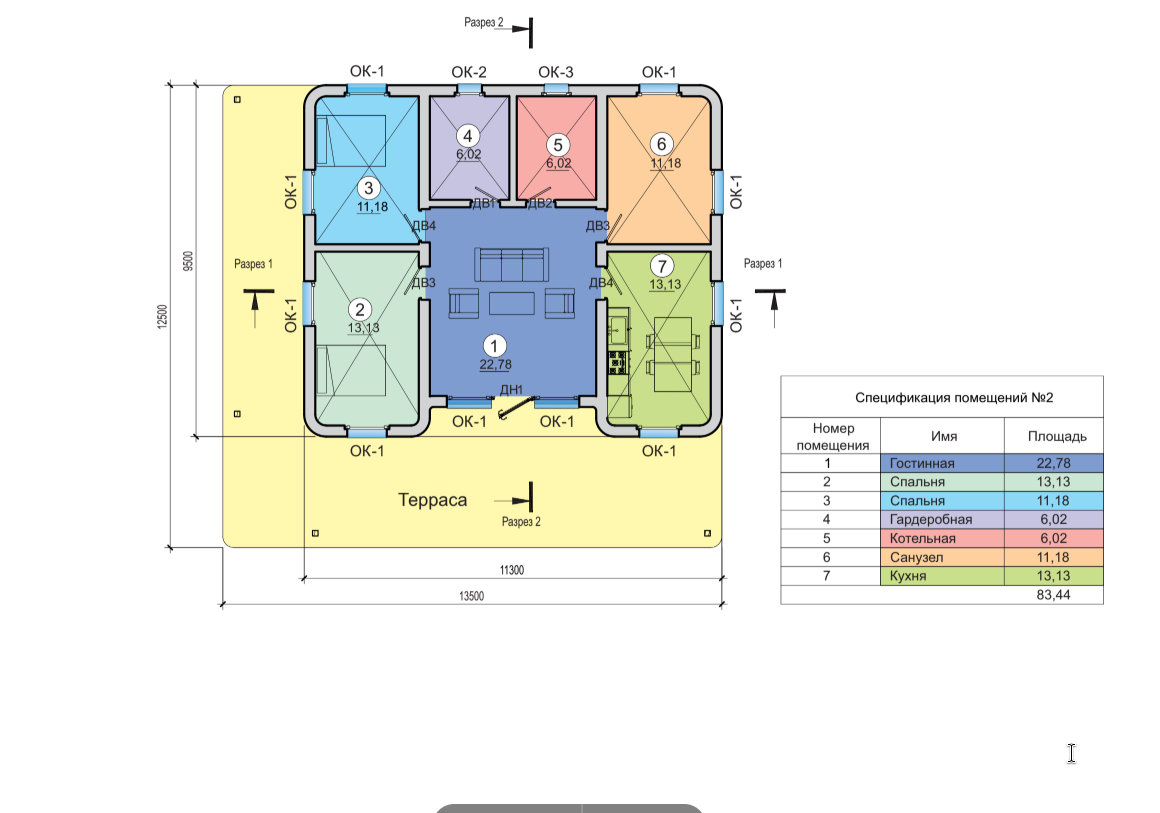 Разрез 2
ОК-1 ОК-2 ОК-3 ОК-1
4
6,02
5
6,02
6
11,18
3
11,18
ОК-1
ОК-1
ДВ1 ДВ2
ДВ4 ДВ3
Разрез 1
Разрез 1
9500
12500
7
13,13
ДВ3 ДВ4
2
13,13
ОК-1
ОК-1
1
22,78
ДН1
ОК-1 ОК-1
ОК-1 ОК-1
Терраса
Разрез 2
11300
13500
Спецификация помещений №2
Номер помещения Имя Площадь
1 Гостинная 22,78
2 Спальня 13,13
3 Спальня 11,18
4 Гардеробная 6,02
5 Котельная 6,02
6 Санузел 11,18
7 Кухня 13,13
83,44